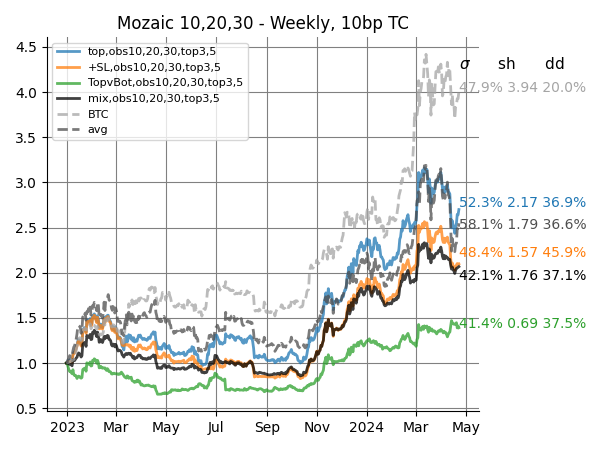 Mozaic 10,20,30 - Weekly, 10bp TC
top,obs10,20,30,top3,5
+SL,obs10,20,30,top3,5
TopvBot,obs10,20,30,top3,5
mix,obs10,20,30,top3,5
BTC
avg
σ sh dd
47.9% 3.94 20.0%
52.3% 2.17 36.9%
58.1% 1.79 36.6%
48.4% 1.57 45.9%
42.1% 1.76 37.1%
41.4% 0.69 37.5%
4.5
4.0
3.5
3.0
2.5
2.0
1.5
1.0
0.5
2023 Mar May Jul Sep Nov 2024 Mar May